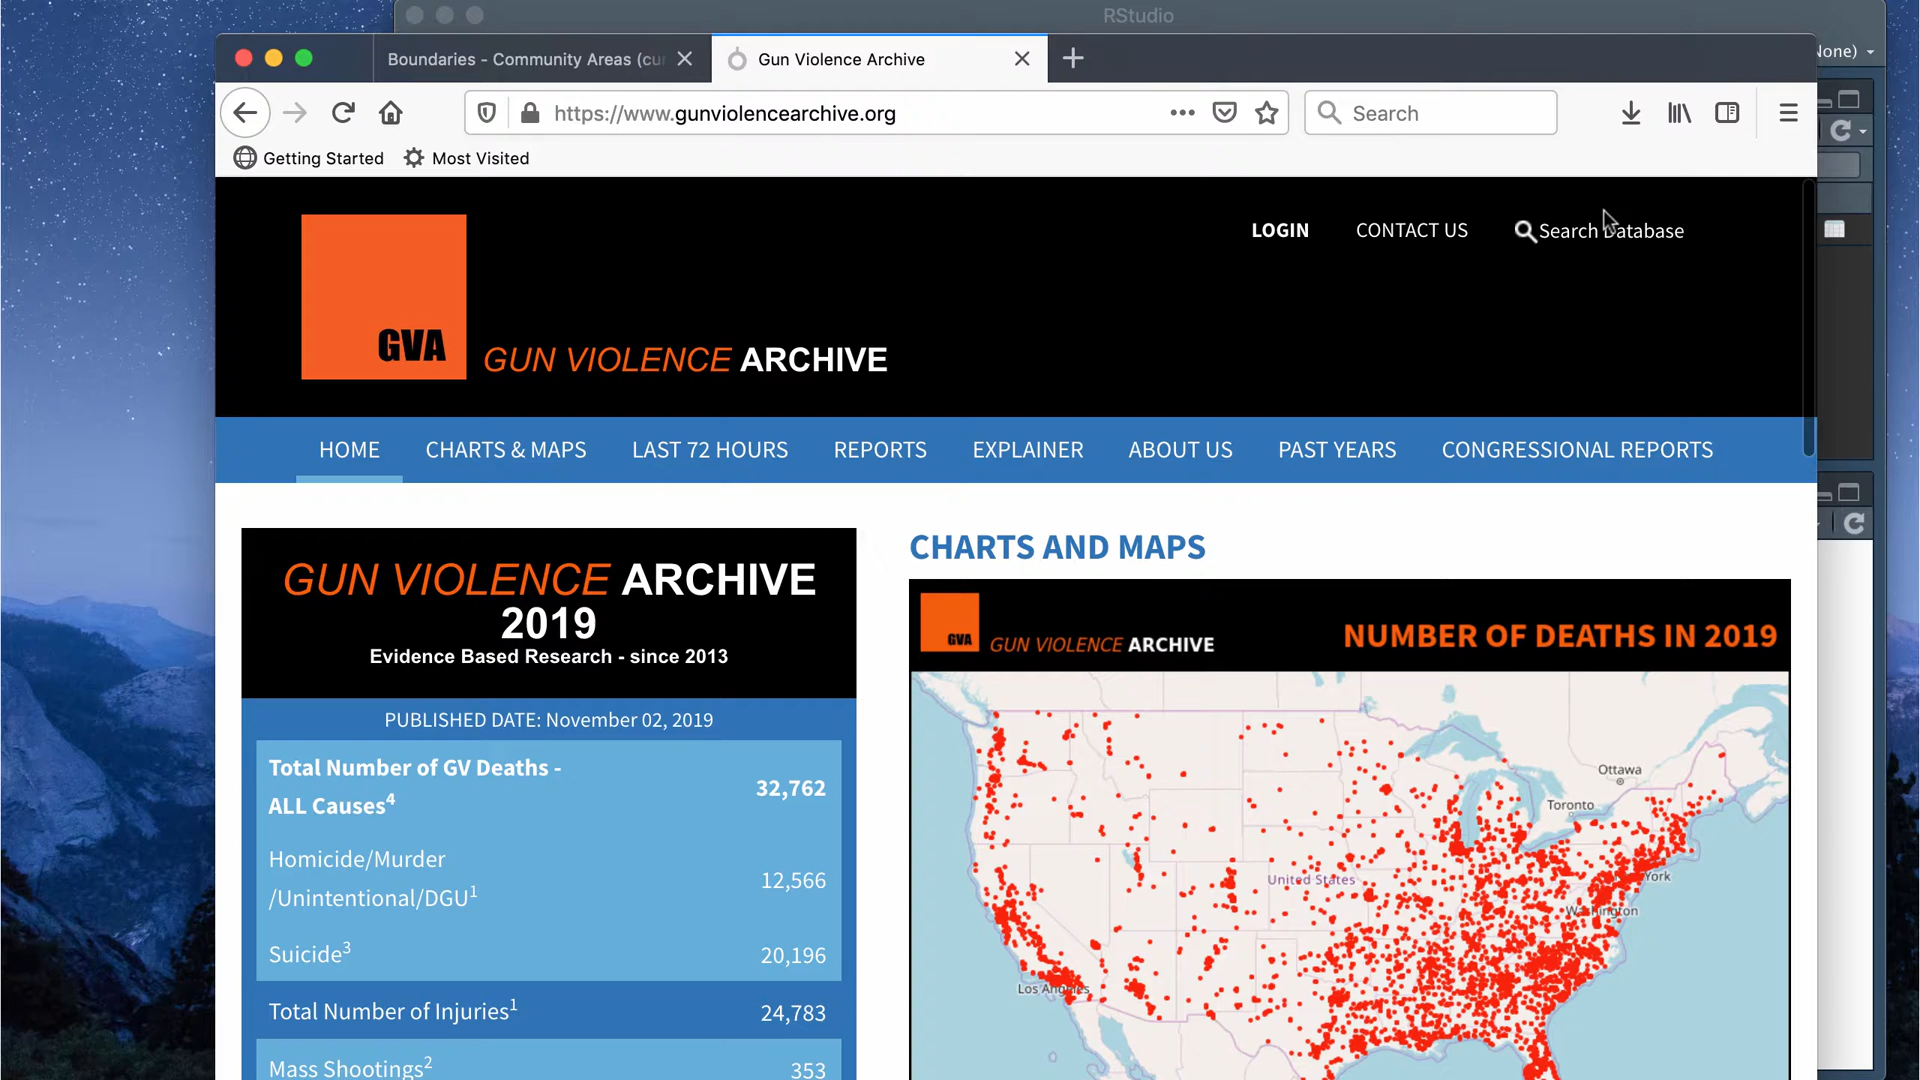 RStudio
None)
Boundaries - Community Areas (cur
Gun Violence Archive
https://www.gunviolencearchive.org
Search
Getting Started
Most Visited
LOGIN
CONTACT US
Search Database
GVA
GUN VIOLENCE ARCHIVE
HOME
CHARTS & MAPS
LAST 72 HOURS
REPORTS
EXPLAINER
ABOUT US
PAST YEARS
CONGRESSIONAL REPORTS
GUN VIOLENCE ARCHIVE
2019
Evidence Based Research - since 2013
PUBLISHED DATE: November 02, 2019
Total Number of GV Deaths -
ALL Causes4
32,762
Homicide/Murder
/Unintentional/DGU1
12,566
Suicide3
20,196
Total Number of Injuries1
24,783
Mass Shootings2
353
CHARTS AND MAPS
GVA
GUN VIOLENCE ARCHIVE
NUMBER OF DEATHS IN 2019
Ottawa
Toronto
United States
York
Washington
Los Angeles